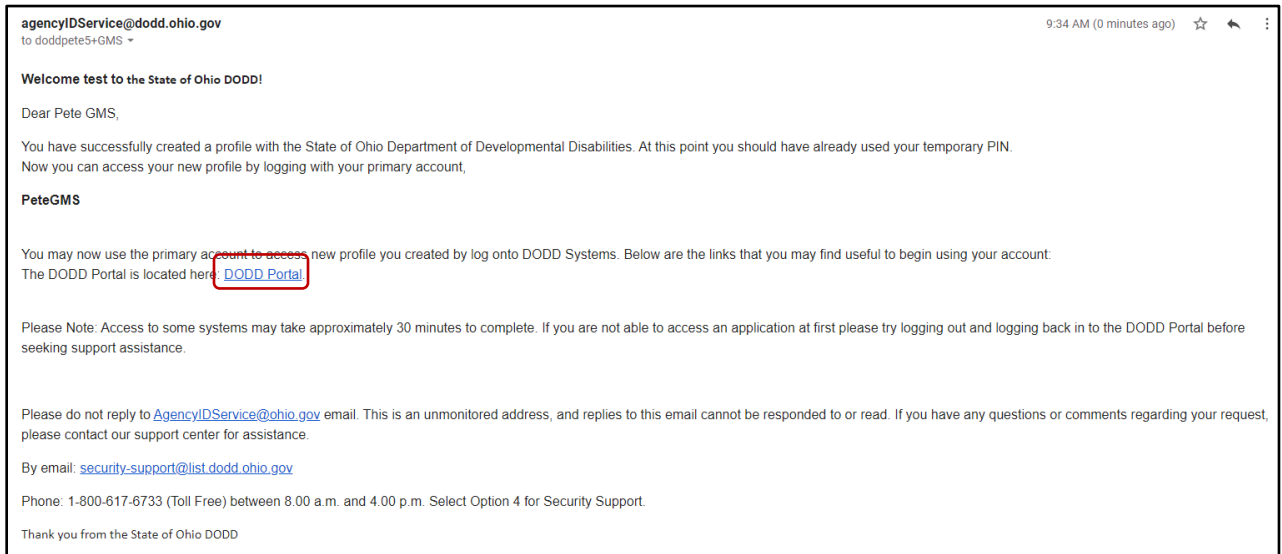 agencyIDService@dodd.ohio.gov 9:34 AM (0 minutes ago)
to doddpete5+GMS
Welcome test to the State of Ohio DODD!
Dear Pete GMS,
You have successfully created a profile with the State of Ohio Department of Developmental Disabilities. At this point you should have already used your temporary PIN.
Now you can access your new profile by logging with your primary account,
PeteGMS
You may now use the primary account to access new profile you created by log onto DODD Systems. Below are the links that you may find useful to begin using your account:
The DODD Portal is located here: DODD Portal.
Please Note: Access to some systems may take approximately 30 minutes to complete. If you are not able to access an application at first please try logging out and logging back in to the DODD Portal before
seeking support assistance.
Please do not reply to AgencyIDService@ohio.gov email. This is an unmonitored address, and replies to this email cannot be responded to or read. If you have any questions or comments regarding your request,
please contact our support center for assistance.
By email: security-support@list.dodd.ohio.gov
Phone: 1-800-617-6733 (Toll Free) between 8.00 a.m. and 4.00 p.m. Select Option 4 for Security Support.
Thank you from the State of Ohio DODD